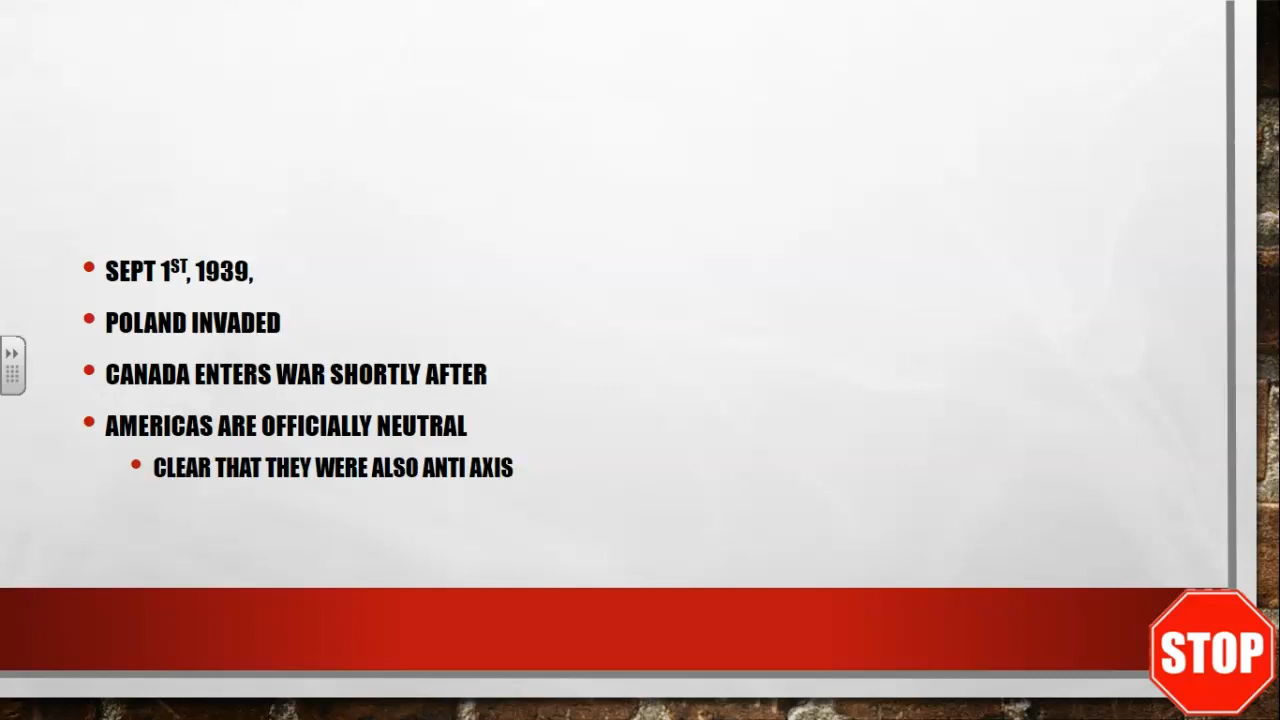 SEPT 1ST, 1939,
POLAND INVADED
CANADA ENTERS WAR SHORTLY AFTER
AMERICAS ARE OFFICIALLY NEUTRAL
CLEAR THAT THEY WERE ALSO ANTI AXIS
STOP